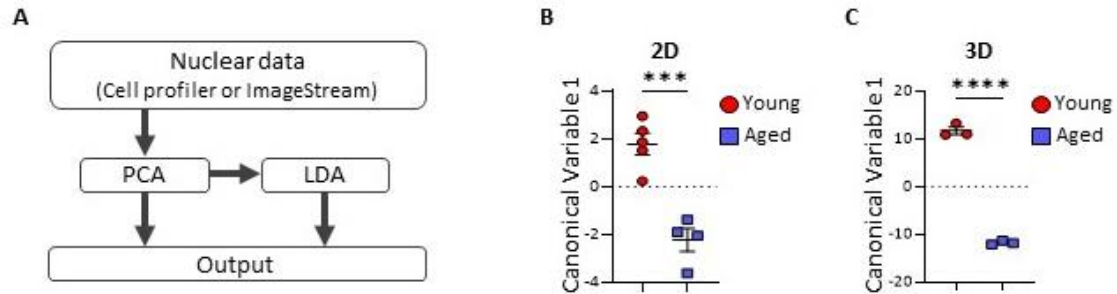 A
Nuclear data
(Cell profiler or ImageStream)
PCA
LDA
Output
B
2D
***
Canonical Variable 1
4
2
0
-2
-4
Young
Aged
C
3D
****
Canonical Variable 1
20
10
0
-10
-20
Young
Aged